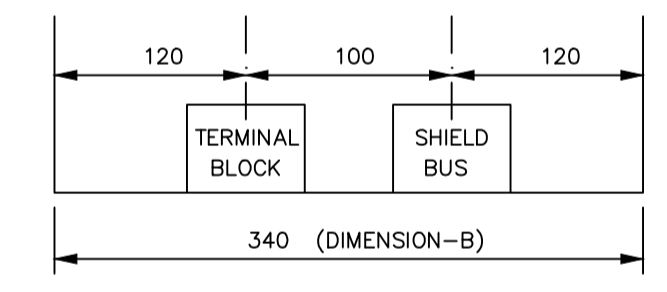 120 100 120
TERMINAL SHIELD
BLOCK BUS
340 (DIMENSION-B)